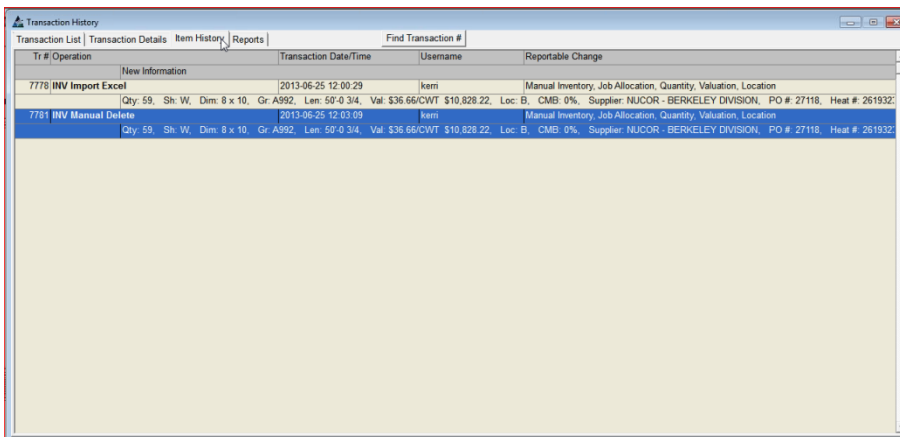 Transaction History
Transaction List Transaction Details Item History Reports Find Transaction #
Tr # Operation Transaction Date/Time Username Reportable Change
New Information
7778 INV Import Excel 2013-06-25 12:00:29 kerri Manual Inventory, Job Allocation, Quantity, Valuation, Location
Qty: 59, Sh: W, Dim: 8 x 10, Gr: A992, Len: 50'-0 3/4, Val: $36.66/CWT $10,828.22, Loc: B, CMB: 0%, Supplier: NUCOR - BERKELEY DIVISION, PO #: 27118, Heat #: 261932
7781 INV Manual Delete 2013-06-25 12:03:09 kerri Manual Inventory, Job Allocation, Quantity, Valuation, Location
Qty: 59, Sh: W, Dim: 8 x 10, Gr: A992, Len: 50'-0 3/4, Val: $36.66/CWT $10,828.22, Loc: B, CMB: 0%, Supplier: NUCOR - BERKELEY DIVISION, PO #: 27118, Heat #: 261932